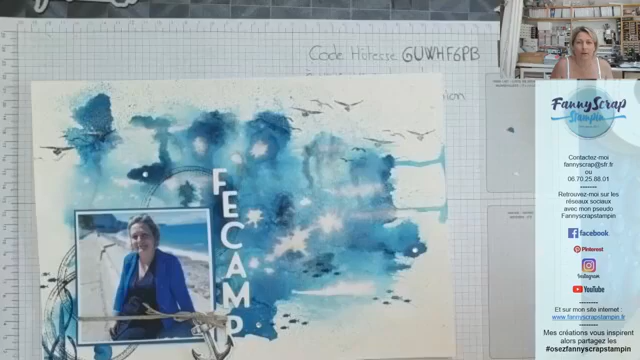 Code Hôtesse GUWHF6PB
FECAMP
FannyScrap
Stampin
Contactez-moi
fannyscrap@sfr.fr
ou
06.70.25.88.01
--------
Retrouvez-moi sur les
réseaux sociaux
avec mon pseudo
Fannyscrapstampin
facebook
Pinterest
Instagram
YouTube
--------
Et sur mon site internet :
www.fannyscrapstampin.fr
--------
Mes créations vous inspirent
alors partagez les
#osezfannyscrapstampin